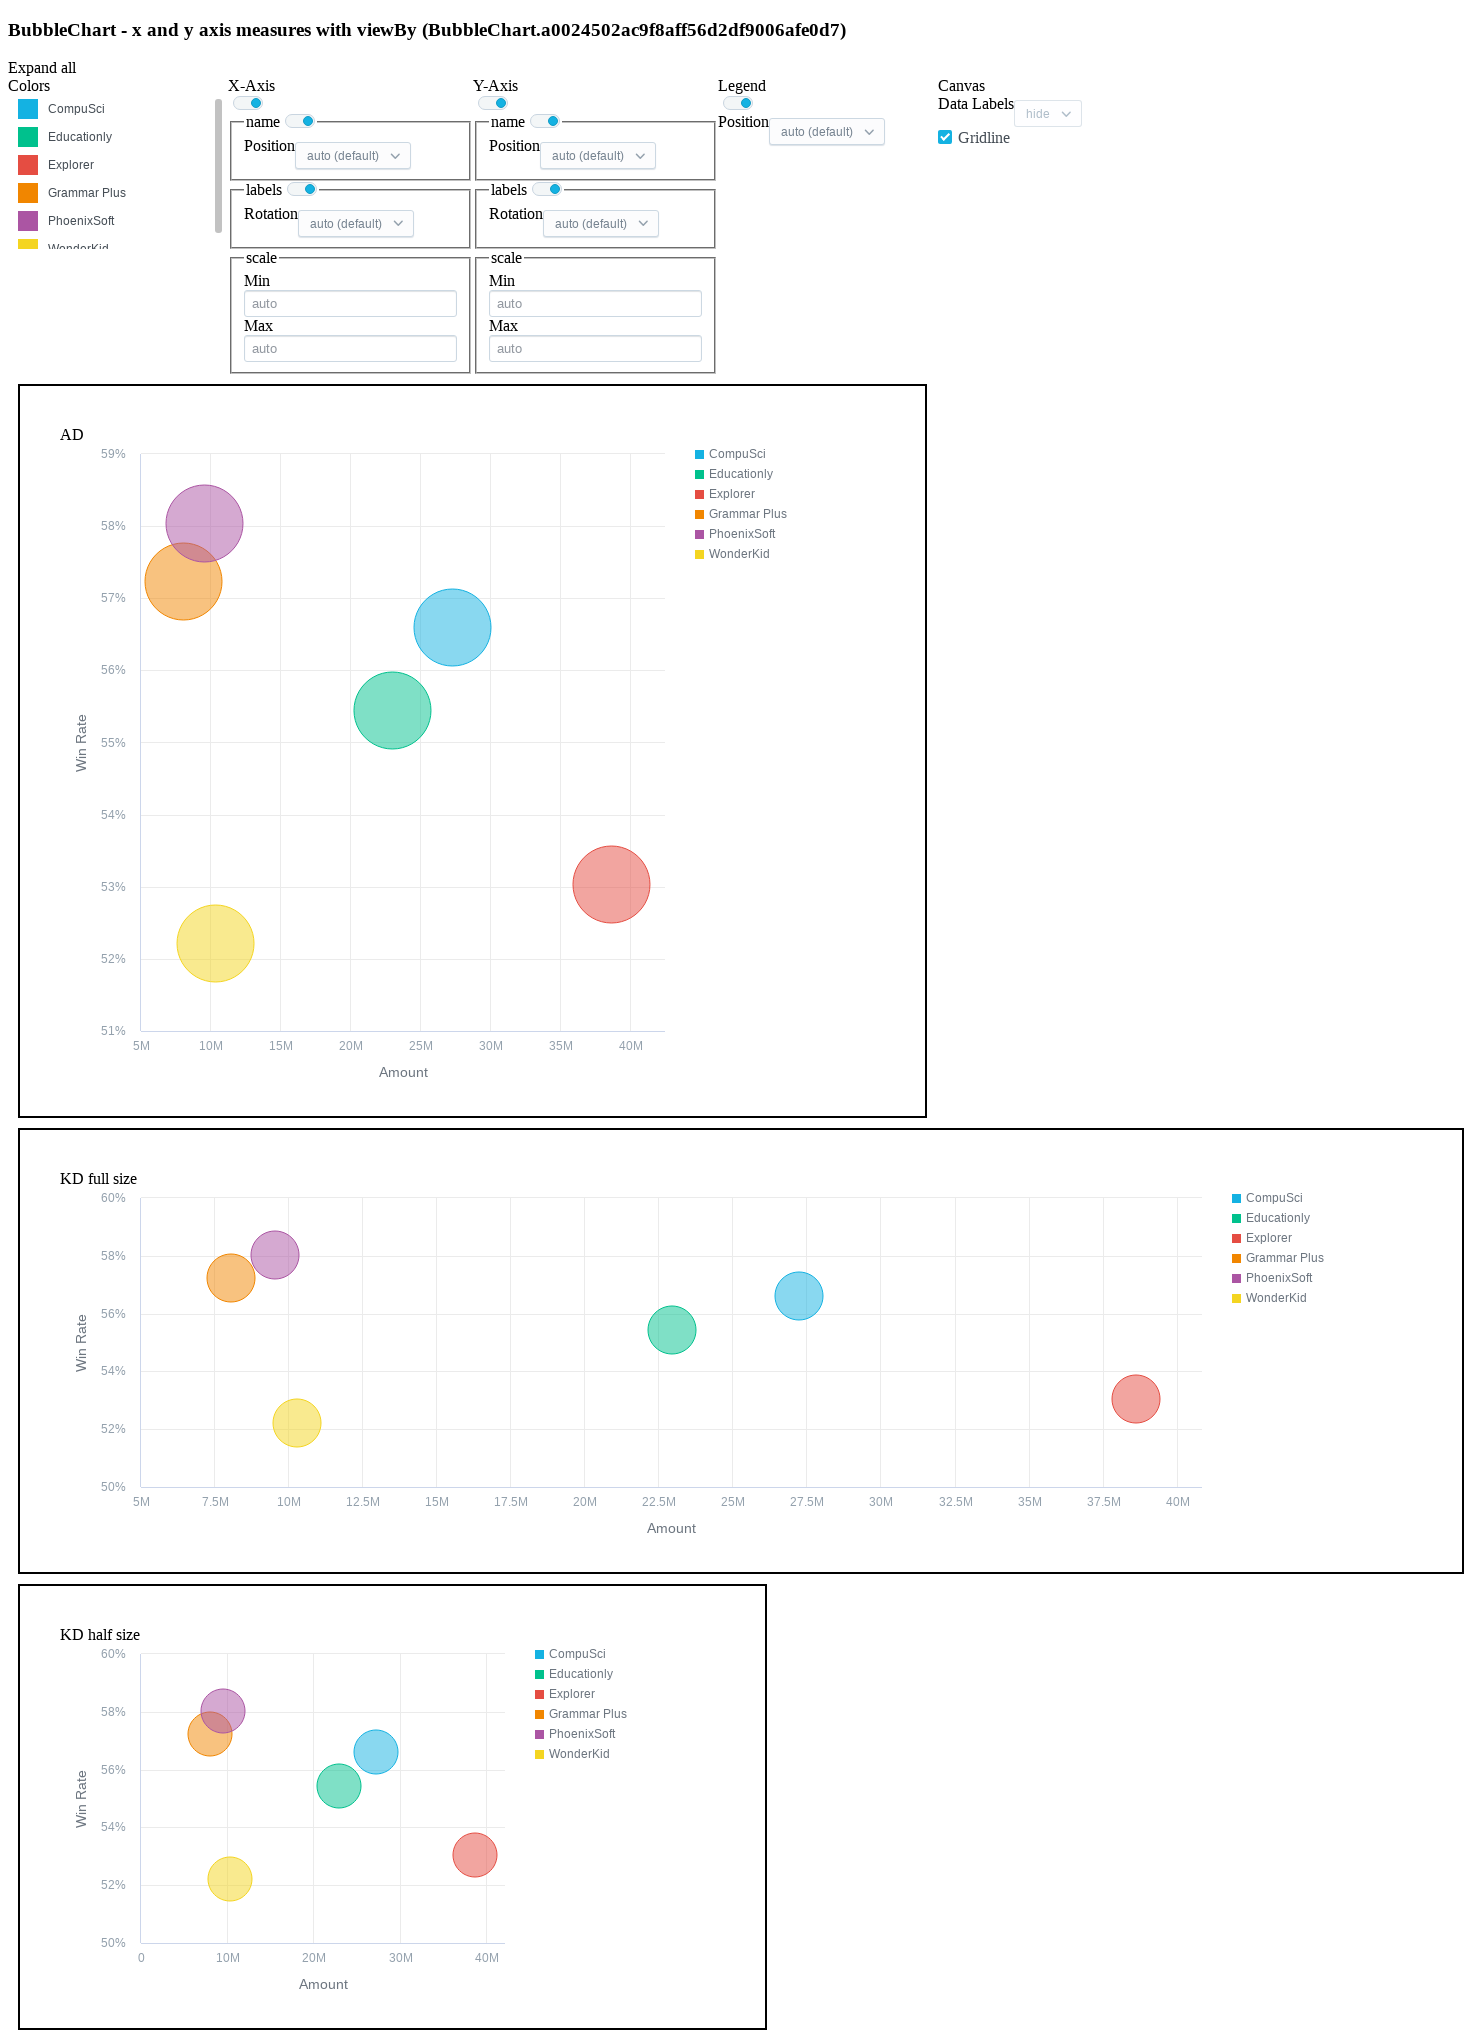 BubbleChart - x and y axis measures with viewBy (BubbleChart.a0024502ac9f8aff56d2df9006afe0d7)
Expand all
Colors
CompuSci
Educationly
Explorer
Grammar Plus
PhoenixSoft
WonderKid
X-Axis
name
Position auto (default)
labels
Rotation auto (default)
scale
Min
auto
Max
auto
Y-Axis
name
Position auto (default)
labels
Rotation auto (default)
scale
Min
auto
Max
auto
Legend
Position auto (default)
Canvas
Data Labels hide
Gridline
AD
59%
58%
57%
56%
55%
54%
53%
52%
51%
Win Rate
5M 10M 15M 20M 25M 30M 35M 40M
Amount
CompuSci
Educationly
Explorer
Grammar Plus
PhoenixSoft
WonderKid
KD full size
60%
58%
56%
54%
52%
50%
Win Rate
5M 7.5M 10M 12.5M 15M 17.5M 20M 22.5M 25M 27.5M 30M 32.5M 35M 37.5M 40M
Amount
CompuSci
Educationly
Explorer
Grammar Plus
PhoenixSoft
WonderKid
KD half size
60%
58%
56%
54%
52%
50%
Win Rate
0 10M 20M 30M 40M
Amount
CompuSci
Educationly
Explorer
Grammar Plus
PhoenixSoft
WonderKid